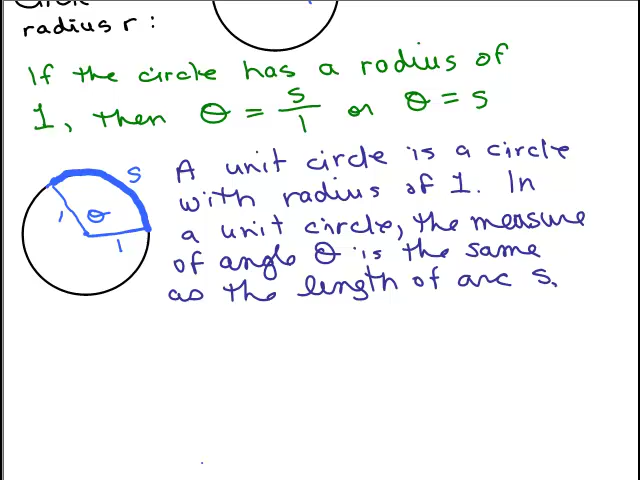 Circle
radius r:
If the circle has a radius of
1, then θ = s/1 or θ = s
s
1 θ
1
A unit circle is a circle
with radius of 1. In
a unit circle, the measure
of angle θ is the same
as the length of arc s.